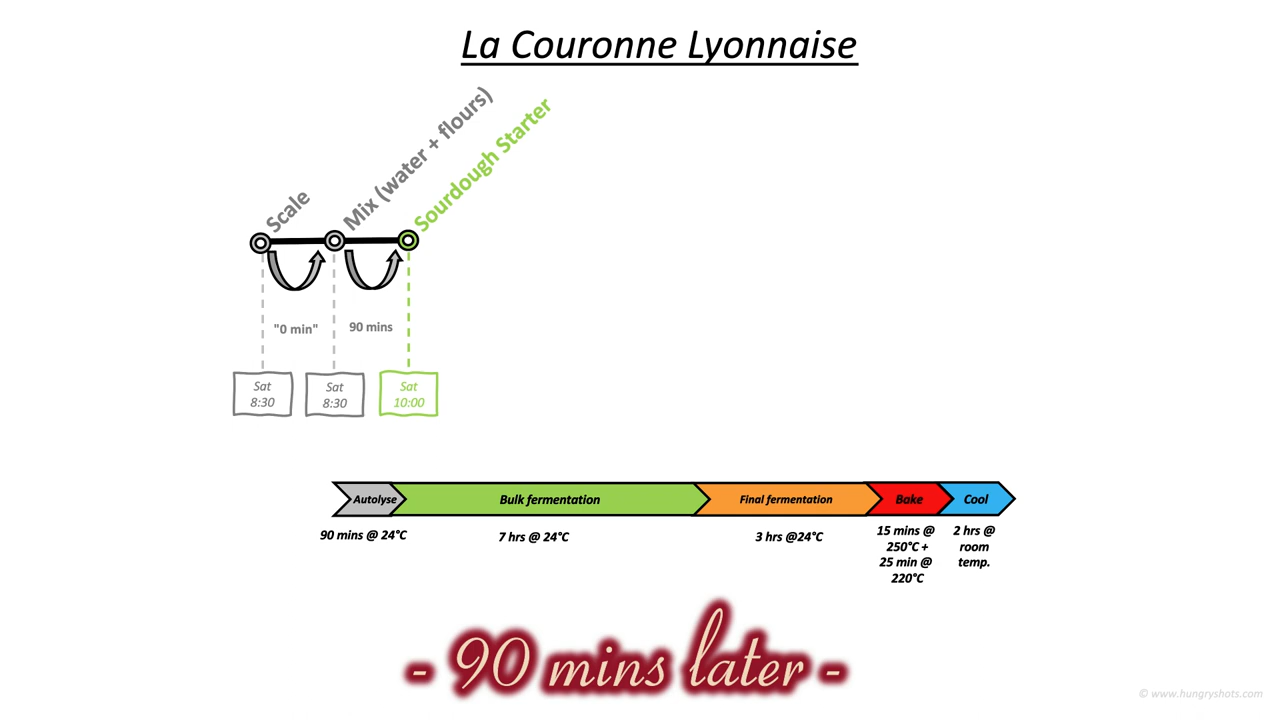 La Couronne Lyonnaise
Scale
Mix (water + flours)
Sourdough Starter
"0 min"
90 mins
Sat
8:30
Sat
8:30
Sat
10:00
Autolyse
Bulk fermentation
Final fermentation
Bake
Cool
90 mins @ 24°C
7 hrs @ 24°C
3 hrs @24°C
15 mins @
250°C +
25 min @
220°C
2 hrs @
room
temp.
- 90 mins later -
© www.hungryshots.com